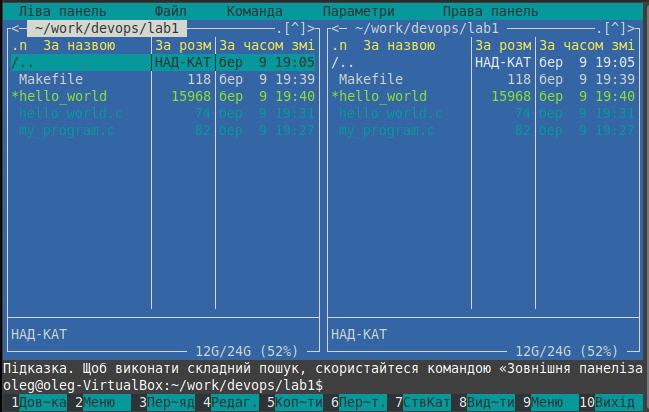 Ліва панель Файл Команда Параметри Права панель
<─ ~/work/devops/lab1 ─.[^]> <─ ~/work/devops/lab1 ─.[^]>
.n За назвою За розм За часом змі .n За назвою За розм За часом змі
/.. НАД-КАТ бер 9 19:05 /.. НАД-КАТ бер 9 19:05
Makefile 118 бер 9 19:39 Makefile 118 бер 9 19:39
*hello_world 15968 бер 9 19:40 *hello_world 15968 бер 9 19:40
hello_world.c 74 бер 9 19:31 hello_world.c 74 бер 9 19:31
my_program.c 82 бер 9 19:27 my_program.c 82 бер 9 19:27
НАД-КАТ НАД-КАТ
12G/24G (52%) 12G/24G (52%)
Підказка. Щоб виконати складний пошук, скористайтеся командою «Зовнішня панеліза
oleg@oleg-VirtualBox:~/work/devops/lab1$
1Дов~ка 2Меню 3Пер~яд 4Редаг. 5Коп~ти 6Пер~т. 7СтвКат 8Вид~ти 9Меню 10Вихід